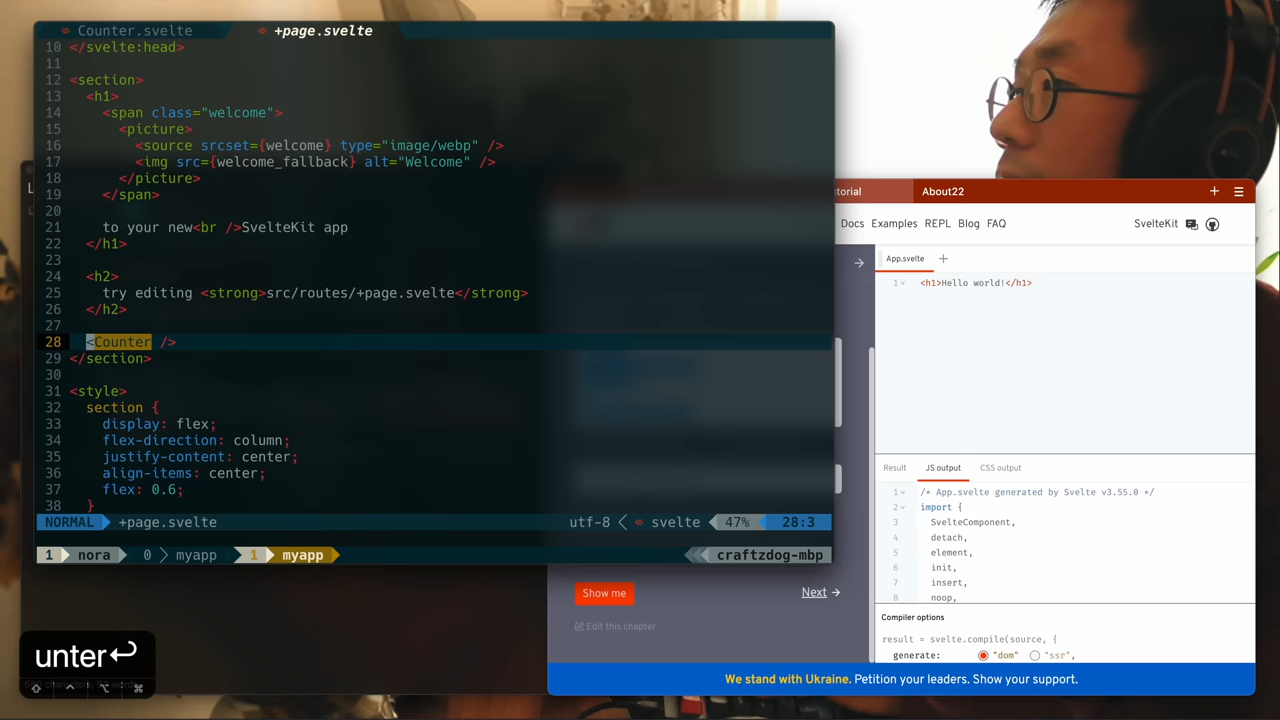 Counter.svelte
+page.svelte
10 </svelte:head>
11
12 <section>
13 <h1>
14 <span class="welcome">
15 <picture>
16 <source srcset={welcome} type="image/webp" />
17 <img src={welcome_fallback} alt="Welcome" />
18 </picture>
19 </span>
20
21 to your new<br />SvelteKit app
22 </h1>
23
24 <h2>
25 try editing <strong>src/routes/+page.svelte</strong>
26 </h2>
27
28 <Counter />
29 </section>
30
31 <style>
32 section {
33 display: flex;
34 flex-direction: column;
35 justify-content: center;
36 align-items: center;
37 flex: 0.6;
38 }
NORMAL +page.svelte utf-8 svelte 47% 28:3
1 nora 0 myapp 1 myapp craftzdog-mbp
unter
torial
About22
Docs Examples REPL Blog FAQ
SvelteKit
App.svelte
1 <h1>Hello world!</h1>
Result JS output CSS output
1 /* App.svelte generated by Svelte v3.55.0 */
2 import {
3 SvelteComponent,
4 detach,
5 element,
6 init,
7 insert,
8 noop,
Compiler options
result = svelte.compile(source, {
generate: "dom" "ssr",
Show me
Next
Edit this chapter
We stand with Ukraine. Petition your leaders. Show your support.